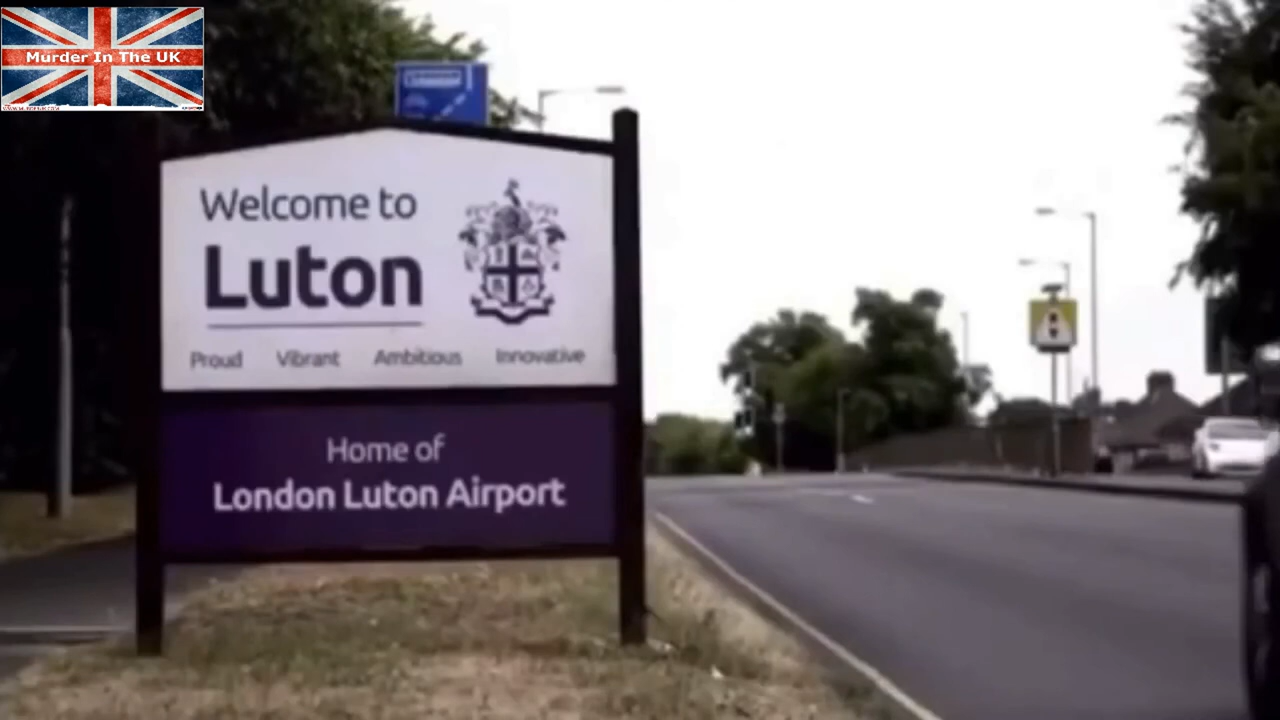 Murder In The UK
Welcome to
Luton
Proud Vibrant Ambitious Innovative
Home of
London Luton Airport